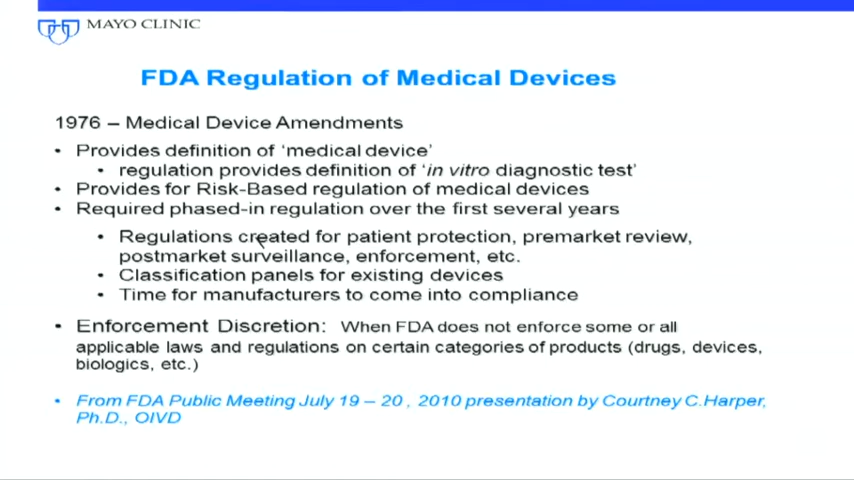 MAYO CLINIC
FDA Regulation of Medical Devices
1976 – Medical Device Amendments
• Provides definition of ‘medical device’
• regulation provides definition of ‘in vitro diagnostic test’
• Provides for Risk-Based regulation of medical devices
• Required phased-in regulation over the first several years
• Regulations created for patient protection, premarket review,
postmarket surveillance, enforcement, etc.
• Classification panels for existing devices
• Time for manufacturers to come into compliance
• Enforcement Discretion: When FDA does not enforce some or all
applicable laws and regulations on certain categories of products (drugs, devices,
biologics, etc.)
• From FDA Public Meeting July 19 – 20 , 2010 presentation by Courtney C.Harper,
Ph.D., OIVD